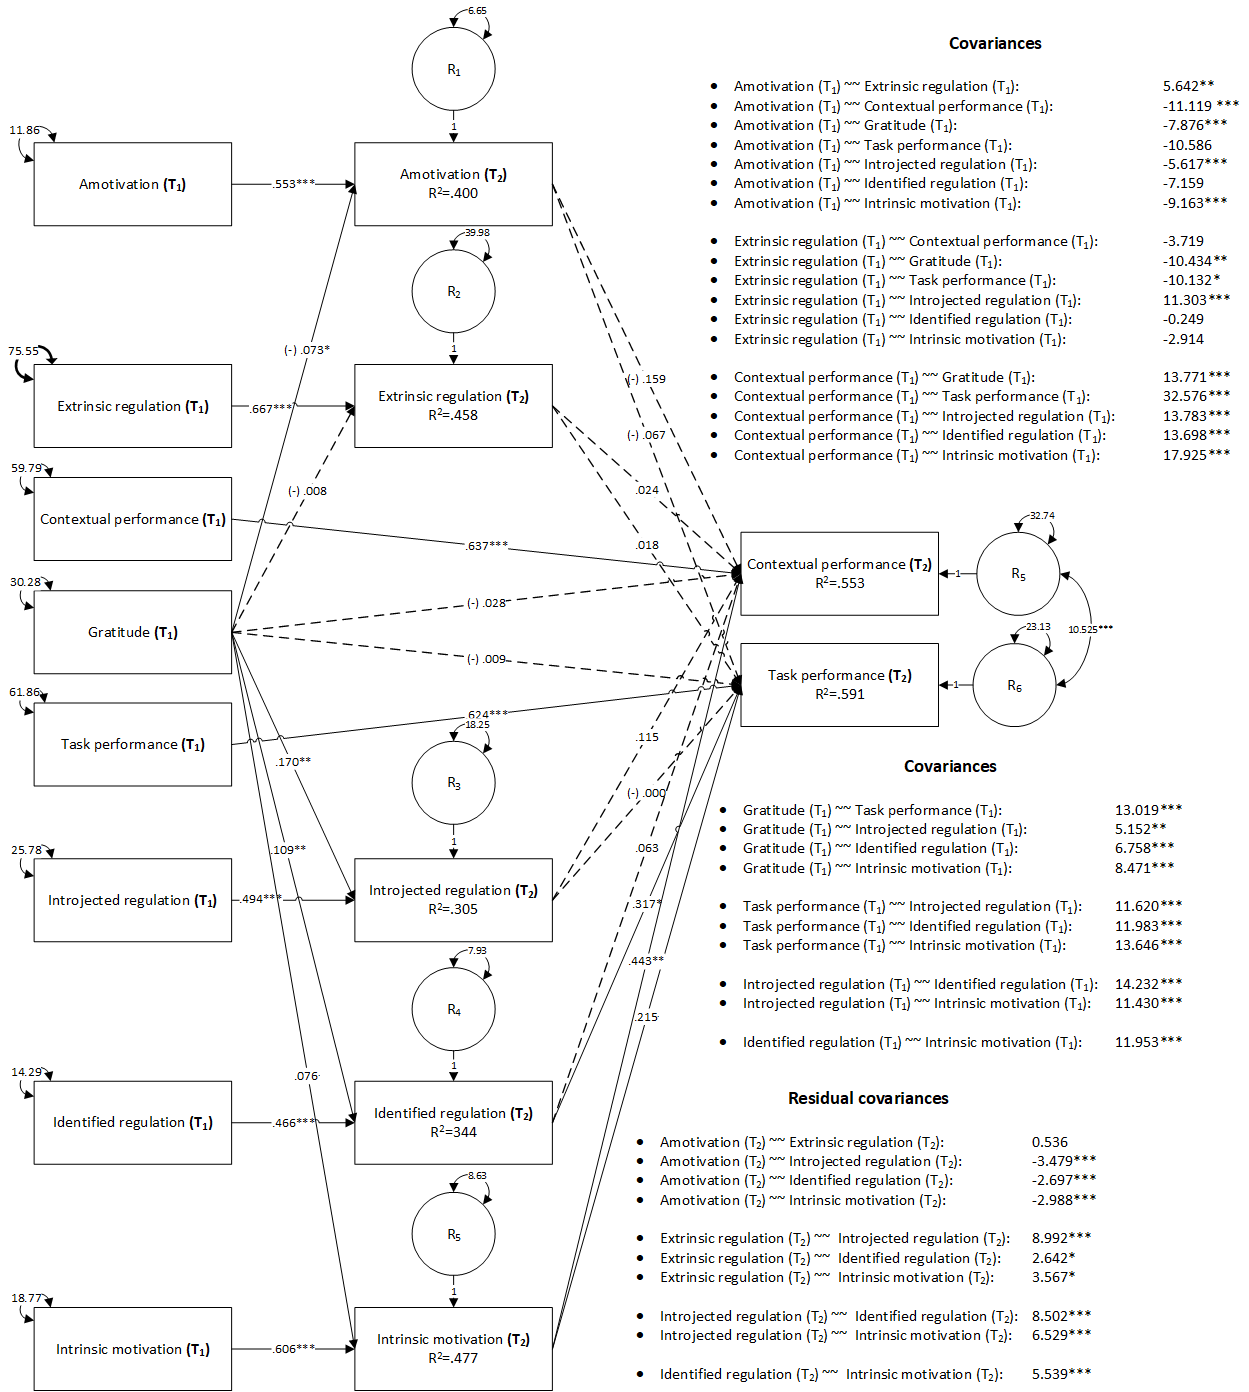 6.65
R1
1
11.86
Amotivation (T1)
.553***
Amotivation (T2)
R2=.400
39.98
R2
1
(-) .073*
75.55
Extrinsic regulation (T1)
.667***
Extrinsic regulation (T2)
R2=.458
(-) .159
(-) .067
59.79
Contextual performance (T1)
(-) .008
.637***
.024
.018
30.28
Gratitude (T1)
(-) .028
(-) .009
Contextual performance (T2)
R2=.553
1
R5
32.74
10.525***
Task performance (T2)
R2=.591
1
R6
23.13
61.86
Task performance (T1)
.624***
18.25
R3
1
.170**
.115
(-) .000
25.78
.109**
.063
Introjected regulation (T1)
.494***
Introjected regulation (T2)
R2=.305
.317*
7.93
R4
1
.443**
.215
14.29
.076
Identified regulation (T1)
.466***
Identified regulation (T2)
R2=344
8.63
R5
1
18.77
Intrinsic motivation (T1)
.606***
Intrinsic motivation (T2)
R2=.477
Covariances
• Amotivation (T1) ~~ Extrinsic regulation (T1): 5.642**
• Amotivation (T1) ~~ Contextual performance (T1): -11.119 ***
• Amotivation (T1) ~~ Gratitude (T1): -7.876***
• Amotivation (T1) ~~ Task performance (T1): -10.586
• Amotivation (T1) ~~ Introjected regulation (T1): -5.617***
• Amotivation (T1) ~~ Identified regulation (T1): -7.159
• Amotivation (T1) ~~ Intrinsic motivation (T1): -9.163***
• Extrinsic regulation (T1) ~~ Contextual performance (T1): -3.719
• Extrinsic regulation (T1) ~~ Gratitude (T1): -10.434**
• Extrinsic regulation (T1) ~~ Task performance (T1): -10.132*
• Extrinsic regulation (T1) ~~ Introjected regulation (T1): 11.303***
• Extrinsic regulation (T1) ~~ Identified regulation (T1): -0.249
• Extrinsic regulation (T1) ~~ Intrinsic motivation (T1): -2.914
• Contextual performance (T1) ~~ Gratitude (T1): 13.771***
• Contextual performance (T1) ~~ Task performance (T1): 32.576***
• Contextual performance (T1) ~~ Introjected regulation (T1): 13.783***
• Contextual performance (T1) ~~ Identified regulation (T1): 13.698***
• Contextual performance (T1) ~~ Intrinsic motivation (T1): 17.925***
Covariances
• Gratitude (T1) ~~ Task performance (T1): 13.019***
• Gratitude (T1) ~~ Introjected regulation (T1): 5.152**
• Gratitude (T1) ~~ Identified regulation (T1): 6.758***
• Gratitude (T1) ~~ Intrinsic motivation (T1): 8.471***
• Task performance (T1) ~~ Introjected regulation (T1): 11.620***
• Task performance (T1) ~~ Identified regulation (T1): 11.983***
• Task performance (T1) ~~ Intrinsic motivation (T1): 13.646***
• Introjected regulation (T1) ~~ Identified regulation (T1): 14.232***
• Introjected regulation (T1) ~~ Intrinsic motivation (T1): 11.430***
• Identified regulation (T1) ~~ Intrinsic motivation (T1): 11.953***
Residual covariances
• Amotivation (T2) ~~ Extrinsic regulation (T2): 0.536
• Amotivation (T2) ~~ Introjected regulation (T2): -3.479***
• Amotivation (T2) ~~ Identified regulation (T2): -2.697***
• Amotivation (T2) ~~ Intrinsic motivation (T2): -2.988***
• Extrinsic regulation (T2) ~~ Introjected regulation (T2): 8.992***
• Extrinsic regulation (T2) ~~ Identified regulation (T2): 2.642*
• Extrinsic regulation (T2) ~~ Intrinsic motivation (T2): 3.567*
• Introjected regulation (T2) ~~ Identified regulation (T2): 8.502***
• Introjected regulation (T2) ~~ Intrinsic motivation (T2): 6.529***
• Identified regulation (T2) ~~ Intrinsic motivation (T2): 5.539***